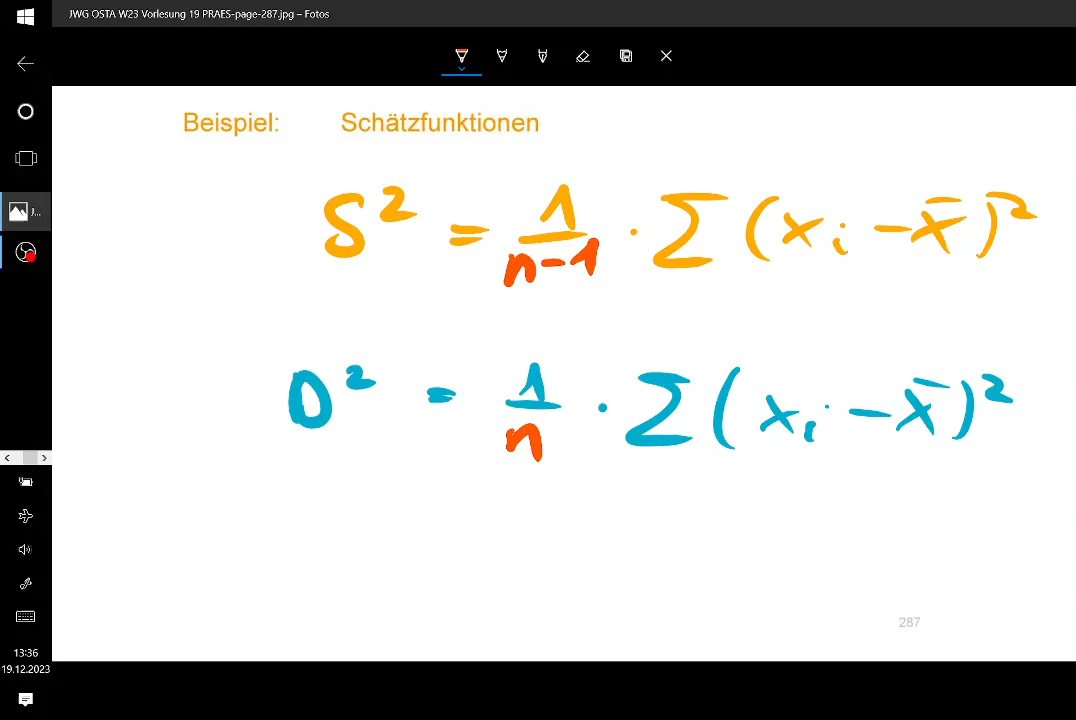 JWG OSTA W23 Vorlesung 19 PRAES-page-287.jpg – Fotos
J...
Beispiel: Schätzfunktionen
S² = 1/(n-1) · Σ (xᵢ - x̄)²
D² = 1/n · Σ (xᵢ - x̄)²
287
13:36
19.12.2023